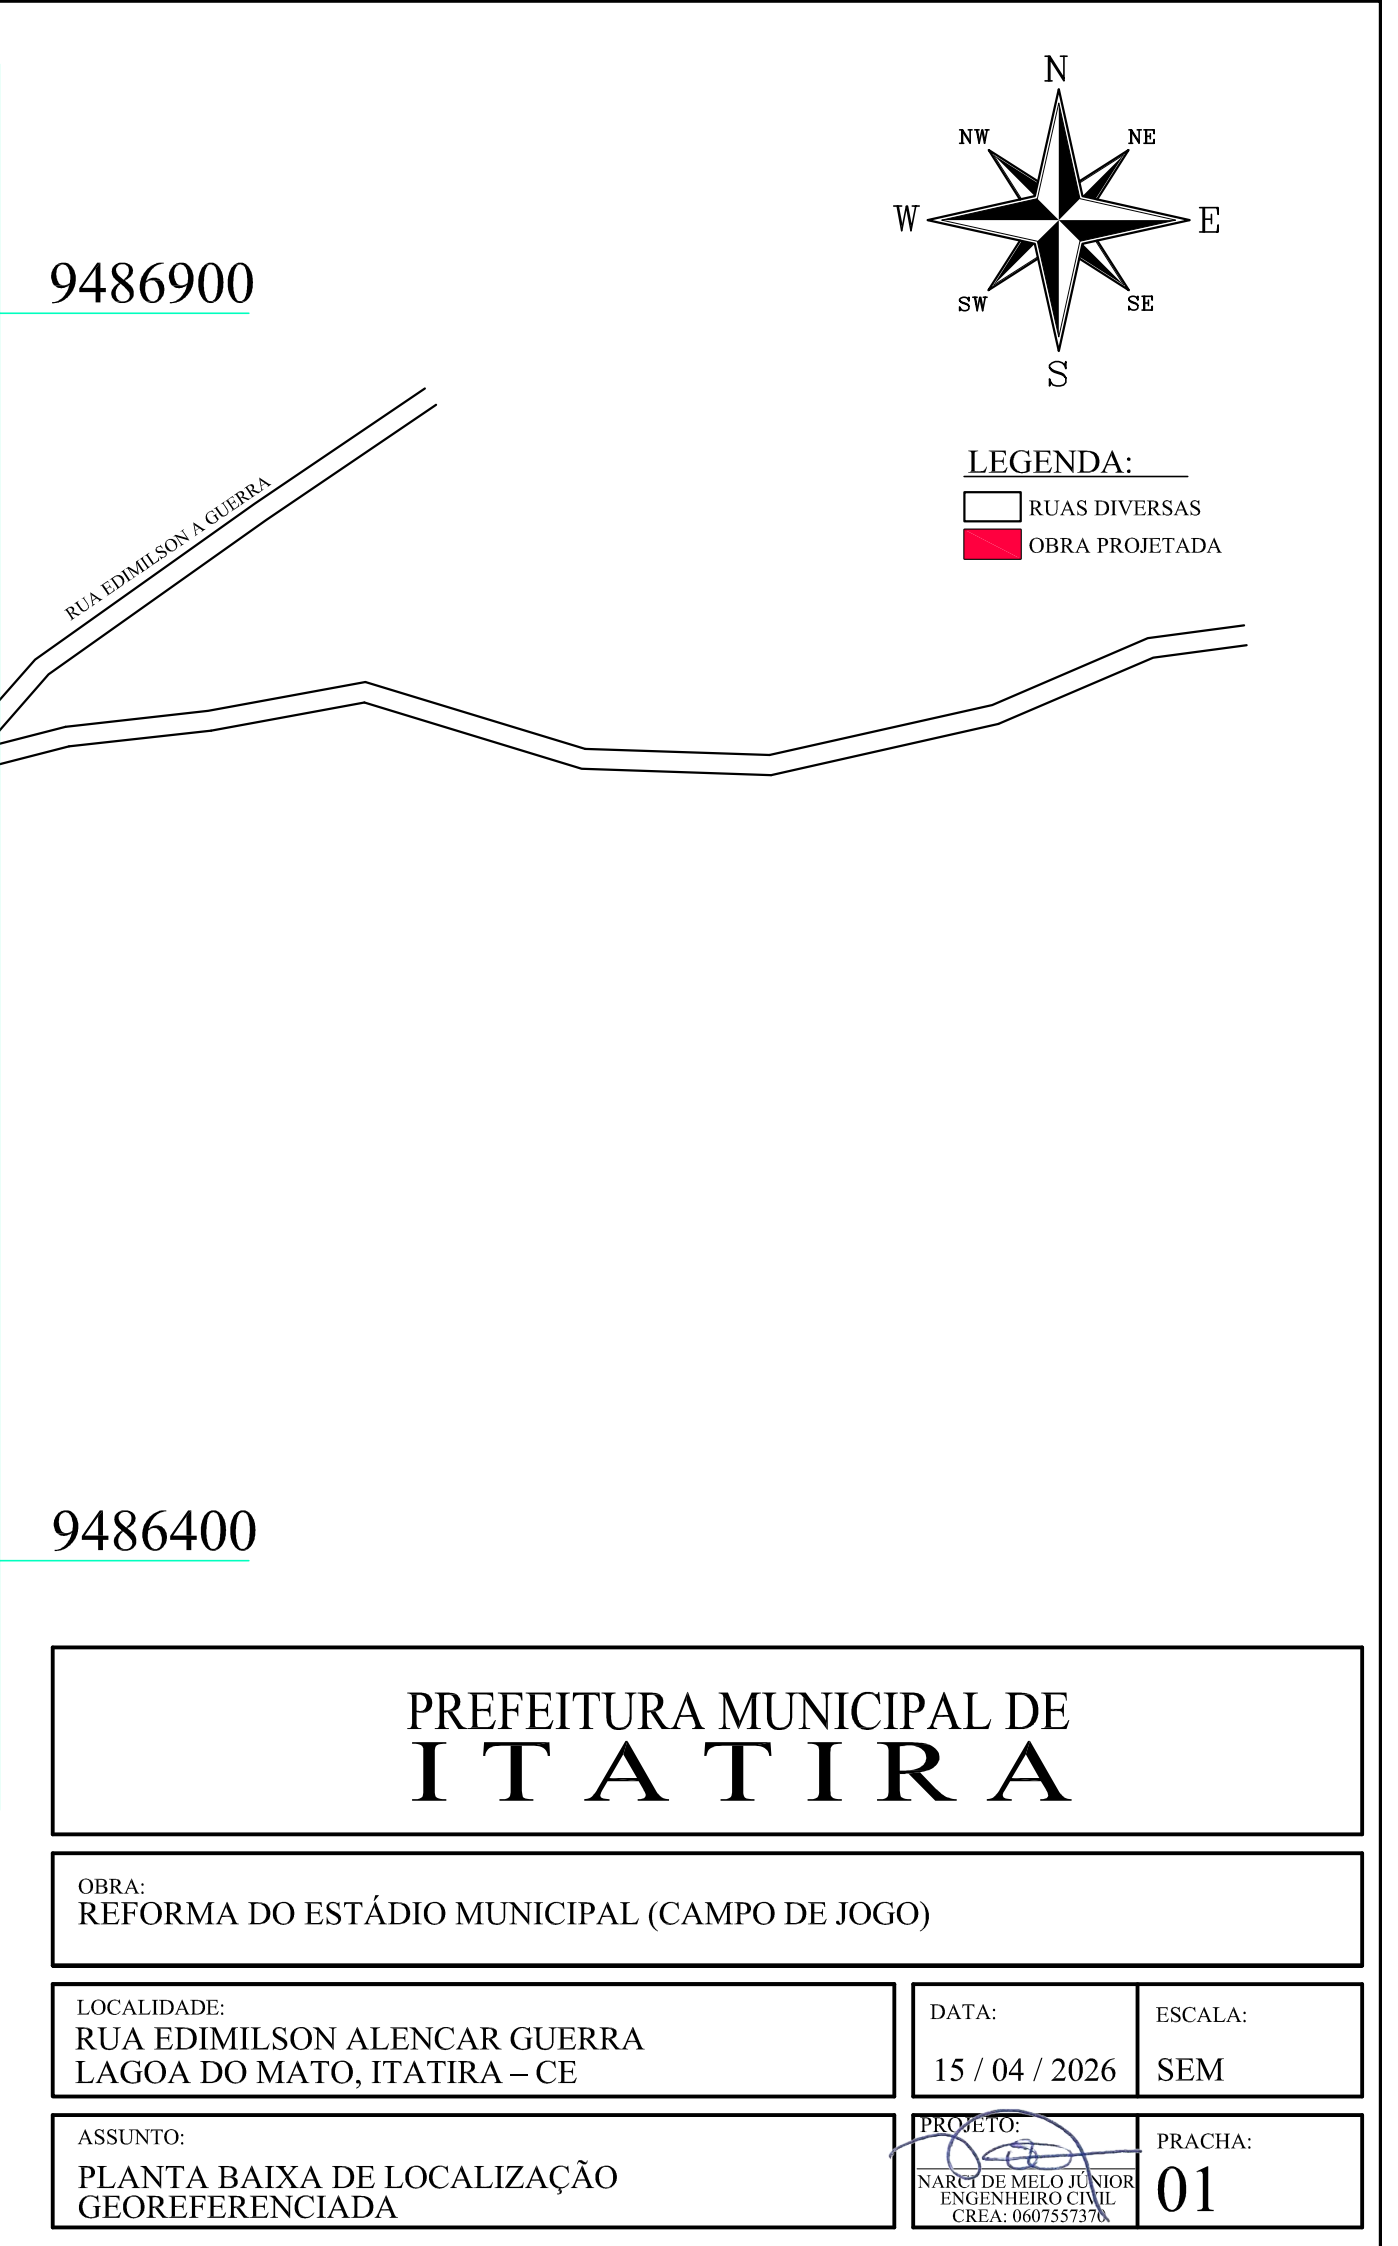 N
NW
NE
W
E
SW
SE
S
9486900
LEGENDA:
RUAS DIVERSAS
OBRA PROJETADA
RUA EDIMILSON A GUERRA
9486400
PREFEITURA MUNICIPAL DE
ITATIRA
OBRA:
REFORMA DO ESTÁDIO MUNICIPAL (CAMPO DE JOGO)
LOCALIDADE:
RUA EDIMILSON ALENCAR GUERRA
LAGOA DO MATO, ITATIRA – CE
DATA:
15 / 04 / 2026
ESCALA:
SEM
ASSUNTO:
PLANTA BAIXA DE LOCALIZAÇÃO
GEOREFERENCIADA
PROJETO:
NARCI DE MELO JÚNIOR
ENGENHEIRO CIVIL
CREA: 0607557370
PRACHA:
01